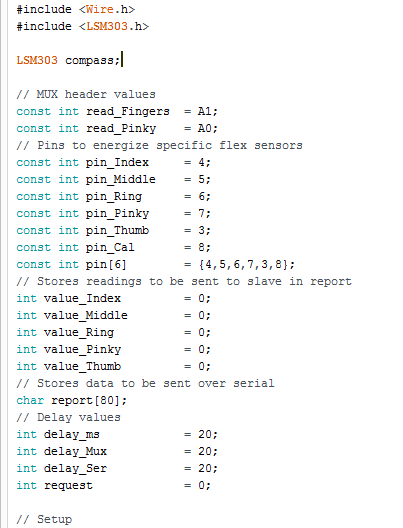 #include <Wire.h>
#include <LSM303.h>
LSM303 compass;
// MUX header values
const int read_Fingers = A1;
const int read_Pinky = A0;
// Pins to energize specific flex sensors
const int pin_Index = 4;
const int pin_Middle = 5;
const int pin_Ring = 6;
const int pin_Pinky = 7;
const int pin_Thumb = 3;
const int pin_Cal = 8;
const int pin[6] = {4,5,6,7,3,8};
// Stores readings to be sent to slave in report
int value_Index = 0;
int value_Middle = 0;
int value_Ring = 0;
int value_Pinky = 0;
int value_Thumb = 0;
// Stores data to be sent over serial
char report[80];
// Delay values
int delay_ms = 20;
int delay_Mux = 20;
int delay_Ser = 20;
int request = 0;
// Setup